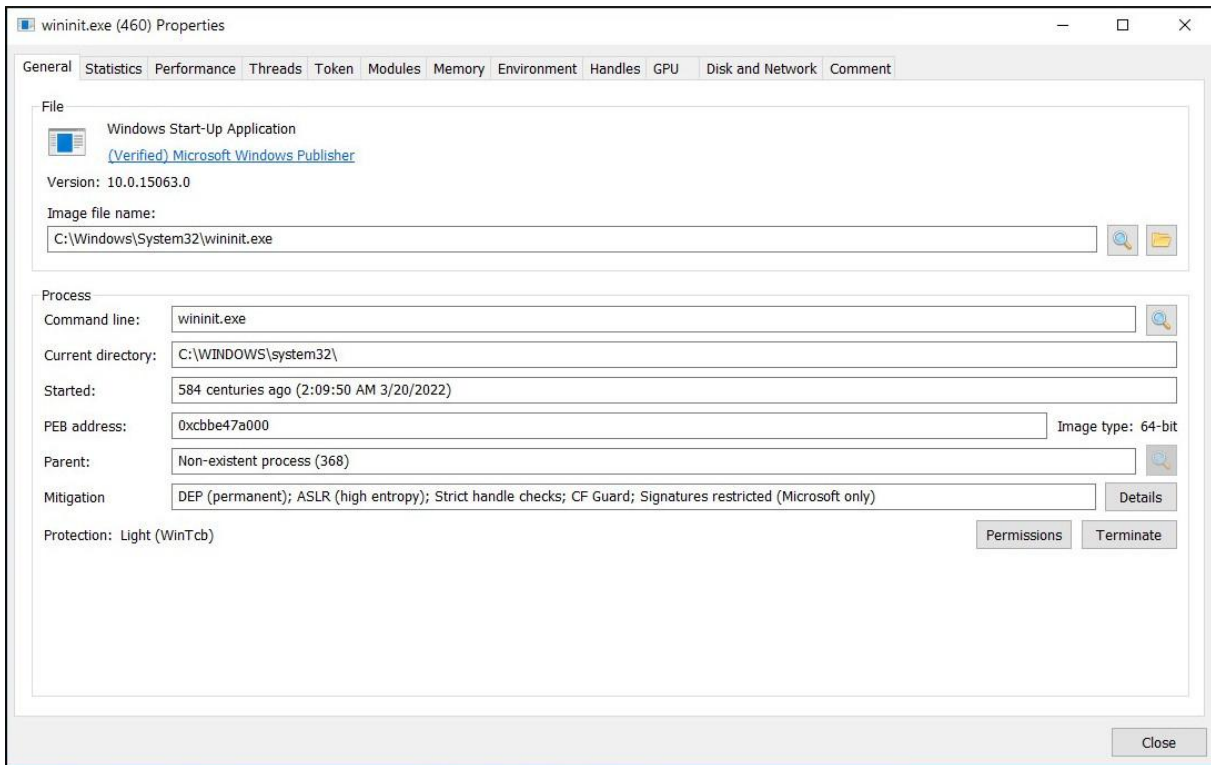 wininit.exe (460) Properties
General Statistics Performance Threads Token Modules Memory Environment Handles GPU Disk and Network Comment
File
Windows Start-Up Application
(Verified) Microsoft Windows Publisher
Version: 10.0.15063.0
Image file name:
C:\Windows\System32\wininit.exe
Process
Command line: wininit.exe
Current directory: C:\WINDOWS\system32\
Started: 584 centuries ago (2:09:50 AM 3/20/2022)
PEB address: 0xcbbe47a000 Image type: 64-bit
Parent: Non-existent process (368)
Mitigation DEP (permanent); ASLR (high entropy); Strict handle checks; CF Guard; Signatures restricted (Microsoft only) Details
Protection: Light (WinTcb) Permissions Terminate
Close